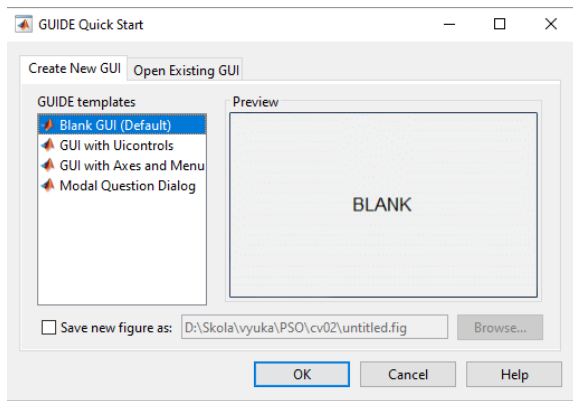 GUIDE Quick Start
Create New GUI Open Existing GUI
GUIDE templates
Blank GUI (Default)
GUI with Uicontrols
GUI with Axes and Menu
Modal Question Dialog
Preview
BLANK
Save new figure as: D:\Skola\vyuka\PSO\cv02\untitled.fig Browse...
OK Cancel Help